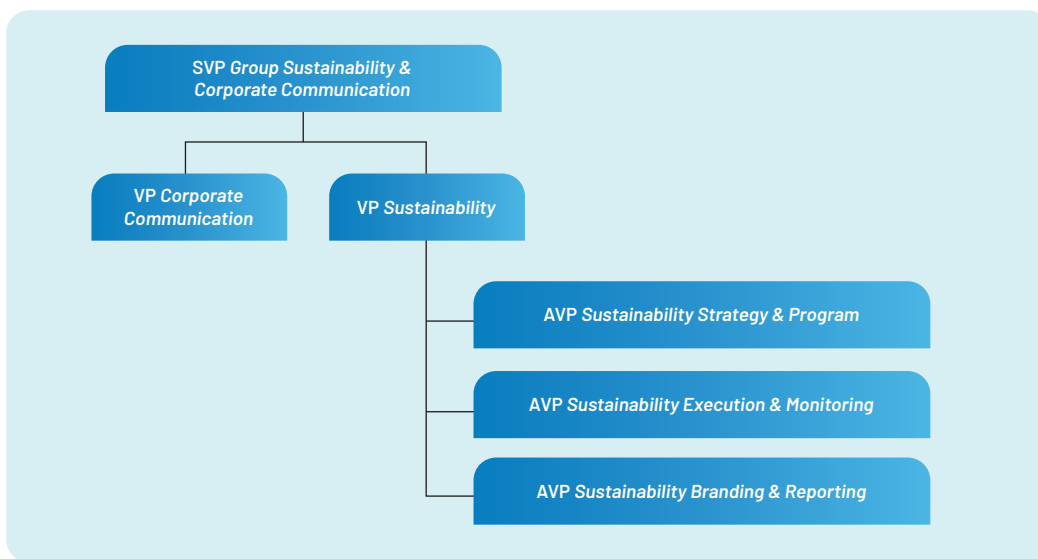 SVP Group Sustainability &
Corporate Communication
VP Corporate
Communication
VP Sustainability
AVP Sustainability Strategy & Program
AVP Sustainability Execution & Monitoring
AVP Sustainability Branding & Reporting